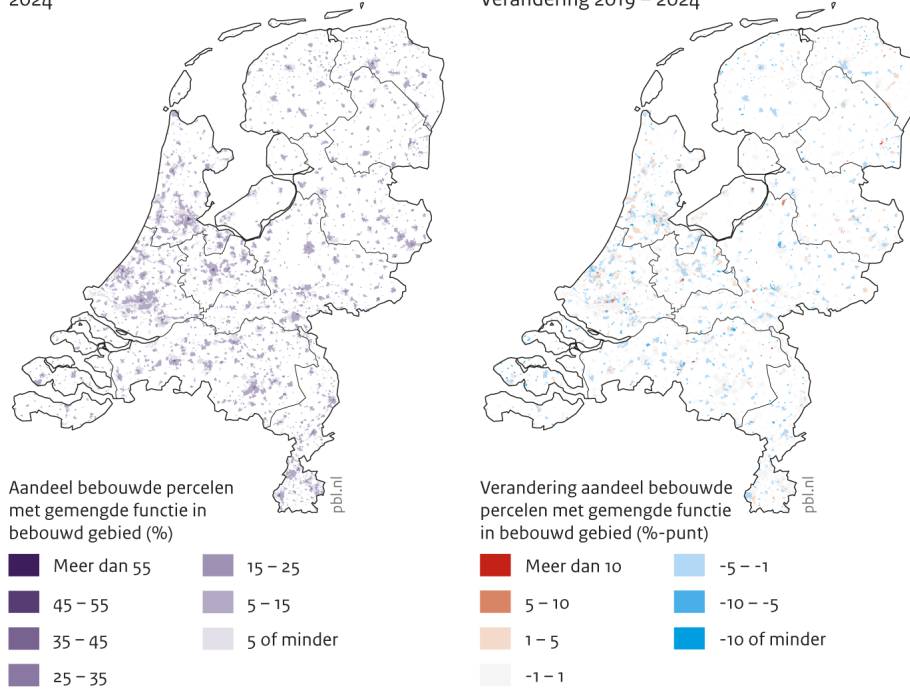 2024
Verandering 2019 – 2024
pbl.nl
pbl.nl
Aandeel bebouwde percelen
met gemengde functie in
bebouwd gebied (%)
Meer dan 55
45 – 55
35 – 45
25 – 35
15 – 25
5 – 15
5 of minder
Verandering aandeel bebouwde
percelen met gemengde functie
in bebouwd gebied (%-punt)
Meer dan 10
5 – 10
1 – 5
-1 – 1
-5 – -1
-10 – -5
-10 of minder